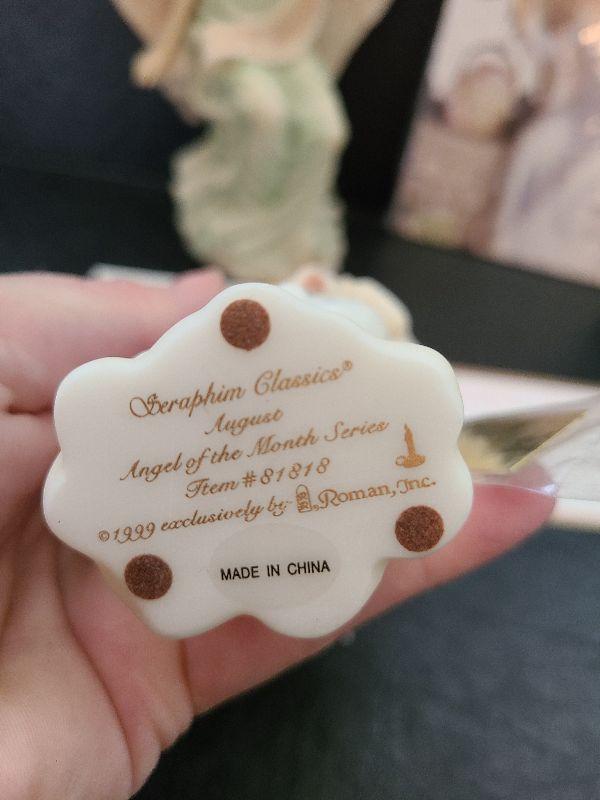 Seraphim Classics®
August
Angel of the Month Series
Item #81818
©1999 exclusively by Roman, Inc.
MADE IN CHINA